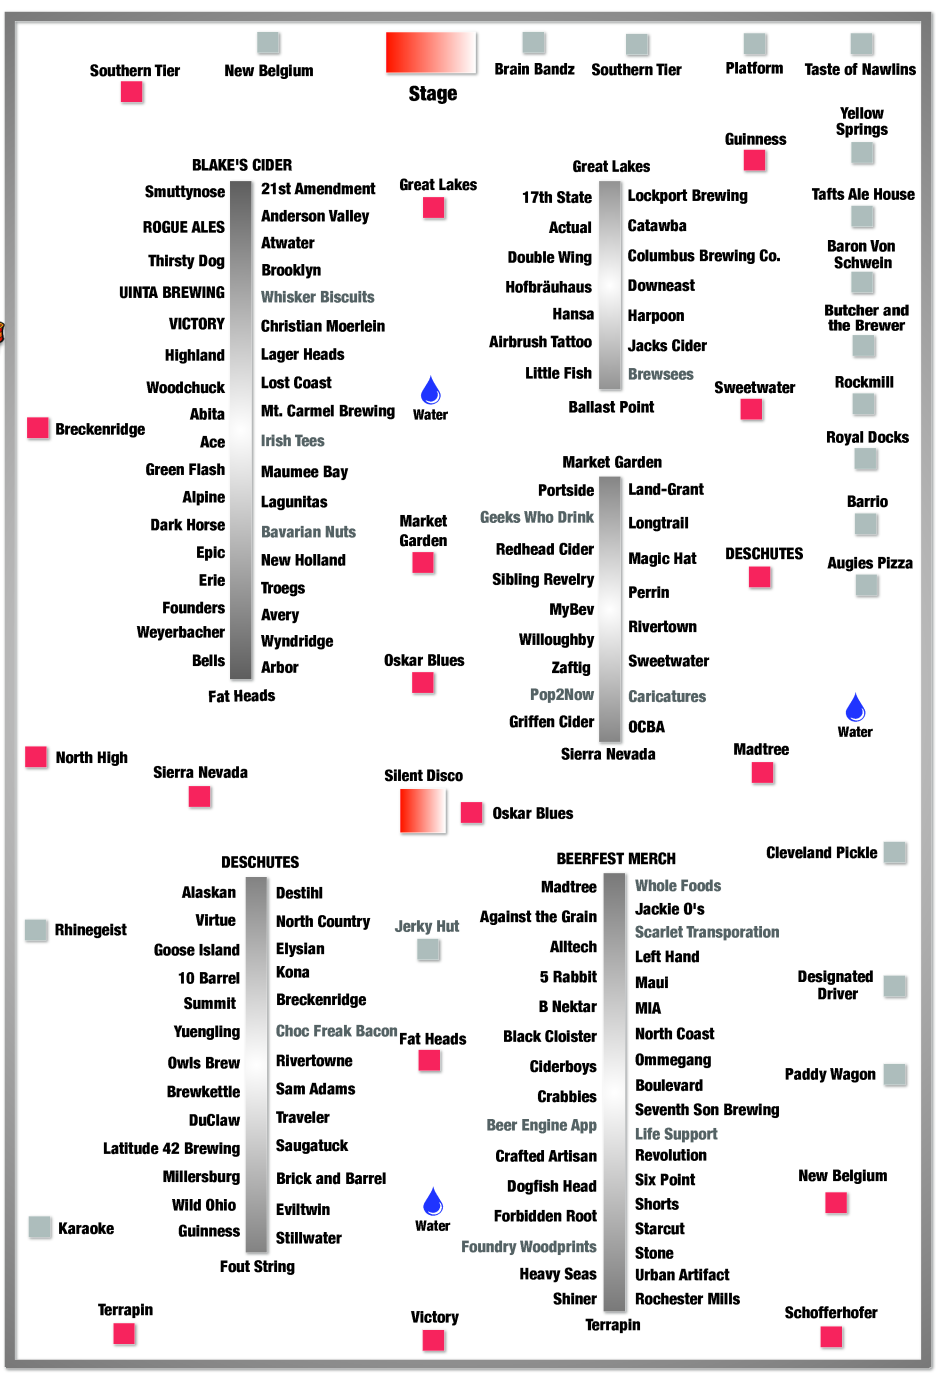 Southern Tier
New Belgium
Stage
Brain Bandz
Southern Tier
Platform
Taste of Nawlins
Yellow
Springs
Guinness
BLAKE'S CIDER
Smuttynose
ROGUE ALES
Thirsty Dog
UINTA BREWING
VICTORY
Highland
Woodchuck
Abita
Ace
Green Flash
Alpine
Dark Horse
Epic
Erie
Founders
Weyerbacher
Bells
21st Amendment
Anderson Valley
Atwater
Brooklyn
Whisker Biscuits
Christian Moerlein
Lager Heads
Lost Coast
Mt. Carmel Brewing
Irish Tees
Maumee Bay
Lagunitas
Bavarian Nuts
New Holland
Troegs
Avery
Wyndridge
Arbor
Fat Heads
Breckenridge
Great Lakes
Water
Market
Garden
Oskar Blues
Great Lakes
17th State
Actual
Double Wing
Hofbräuhaus
Hansa
Airbrush Tattoo
Little Fish
Lockport Brewing
Catawba
Columbus Brewing Co.
Downeast
Harpoon
Jacks Cider
Brewsees
Ballast Point
Sweetwater
Tafts Ale House
Baron Von
Schwein
Butcher and
the Brewer
Rockmill
Royal Docks
Barrio
Augies Pizza
Market Garden
Portside
Geeks Who Drink
Redhead Cider
Sibling Revelry
MyBev
Willoughby
Zaftig
Pop2Now
Griffen Cider
Land-Grant
Longtrail
Magic Hat
Perrin
Rivertown
Sweetwater
Caricatures
OCBA
Sierra Nevada
DESCHUTES
Water
Madtree
North High
Sierra Nevada
Silent Disco
Oskar Blues
DESCHUTES
Alaskan
Virtue
Goose Island
10 Barrel
Summit
Yuengling
Owls Brew
Brewkettle
DuClaw
Latitude 42 Brewing
Millersburg
Wild Ohio
Guinness
Destihl
North Country
Elysian
Kona
Breckenridge
Choc Freak Bacon
Rivertowne
Sam Adams
Traveler
Saugatuck
Brick and Barrel
Eviltwin
Stillwater
Fout String
Rhinegeist
Karaoke
Jerky Hut
Fat Heads
Water
BEERFEST MERCH
Madtree
Against the Grain
Alltech
5 Rabbit
B Nektar
Black Cloister
Ciderboys
Crabbies
Beer Engine App
Crafted Artisan
Dogfish Head
Forbidden Root
Foundry Woodprints
Heavy Seas
Shiner
Whole Foods
Jackie O's
Scarlet Transporation
Left Hand
Maui
MIA
North Coast
Ommegang
Boulevard
Seventh Son Brewing
Life Support
Revolution
Six Point
Shorts
Starcut
Stone
Urban Artifact
Rochester Mills
Terrapin
Cleveland Pickle
Designated
Driver
Paddy Wagon
New Belgium
Terrapin
Victory
Schofferhofer